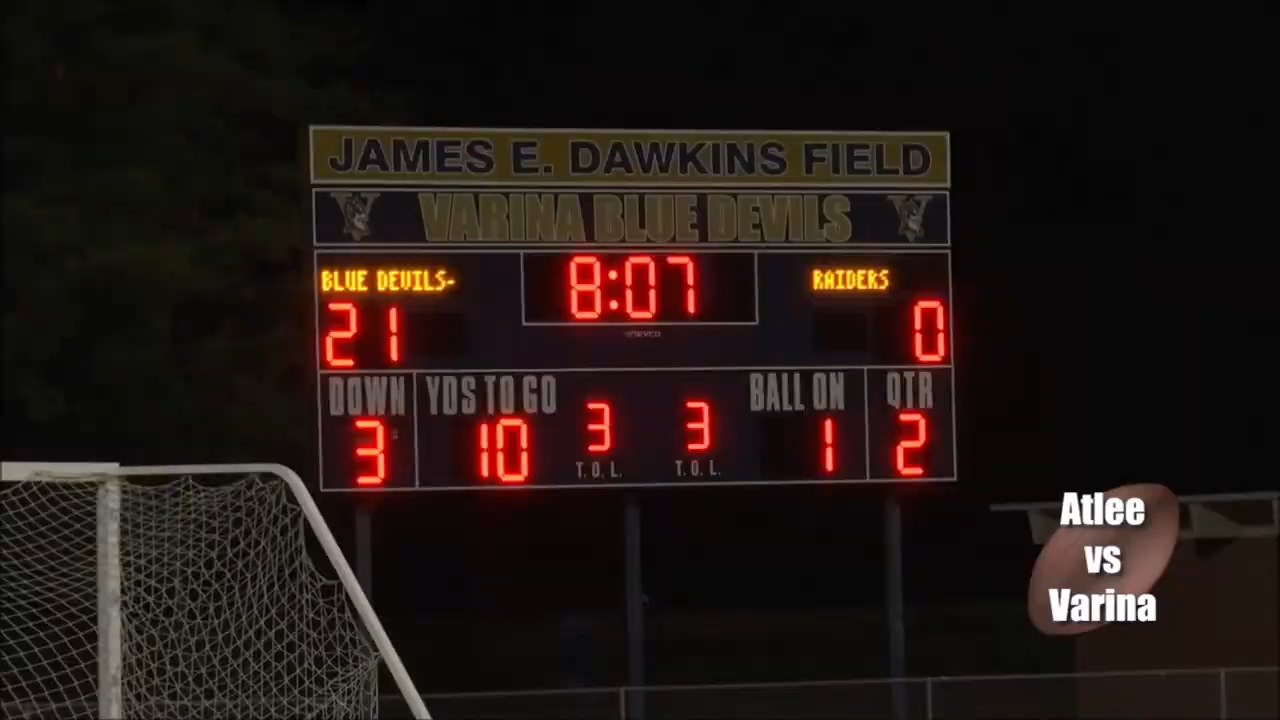 JAMES E. DAWKINS FIELD
VARINA BLUE DEVILS
BLUE DEVILS-
8:07
RAIDERS
21
0
DOWN
YDS TO GO
BALL ON
QTR
3
10
3
3
1
2
T. O. L.
T. O. L.
Atlee
vs
Varina